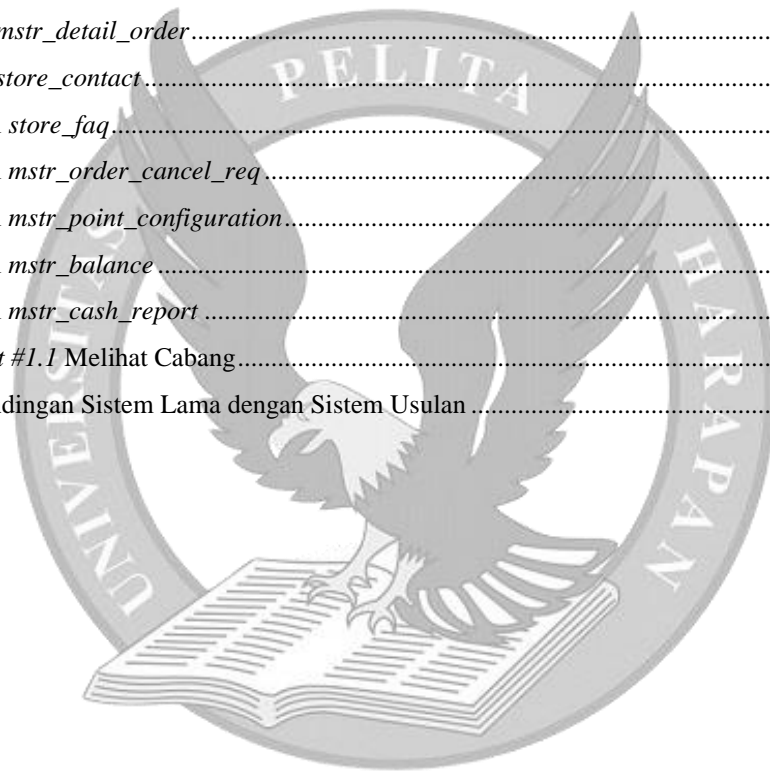 mstr_detail_order
store_contact
store_faq
mstr_order_cancel_req
mstr_point_configuration
mstr_balance
mstr_cash_report
#1.1 Melihat Cabang
dingan Sistem Lama dengan Sistem Usulan
UNIVERSITAS PELITA HARAPAN